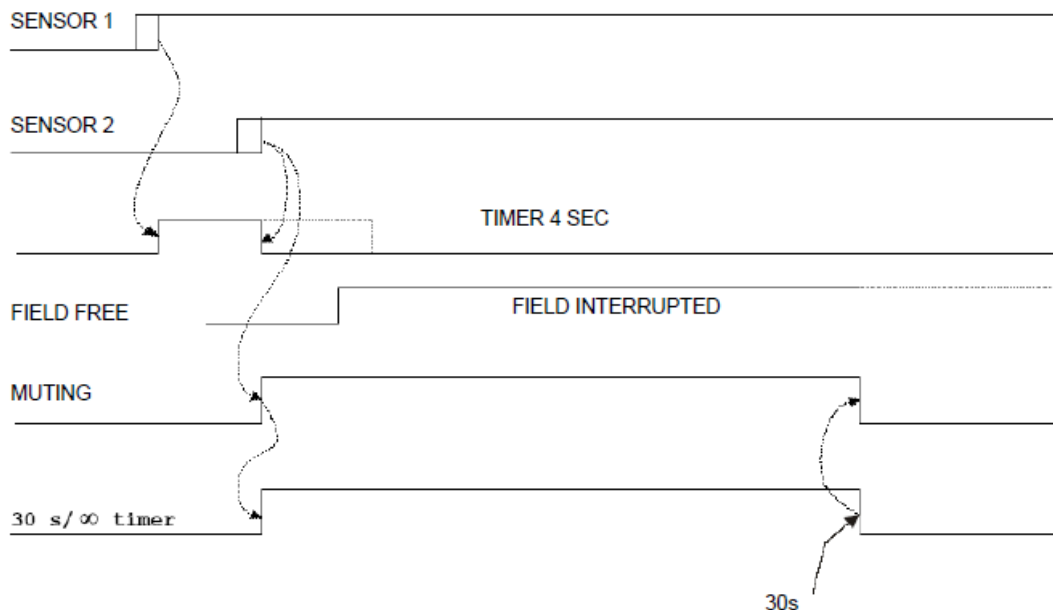 SENSOR 1
SENSOR 2
TIMER 4 SEC
FIELD FREE
FIELD INTERRUPTED
MUTING
30 s/∞ timer
30s